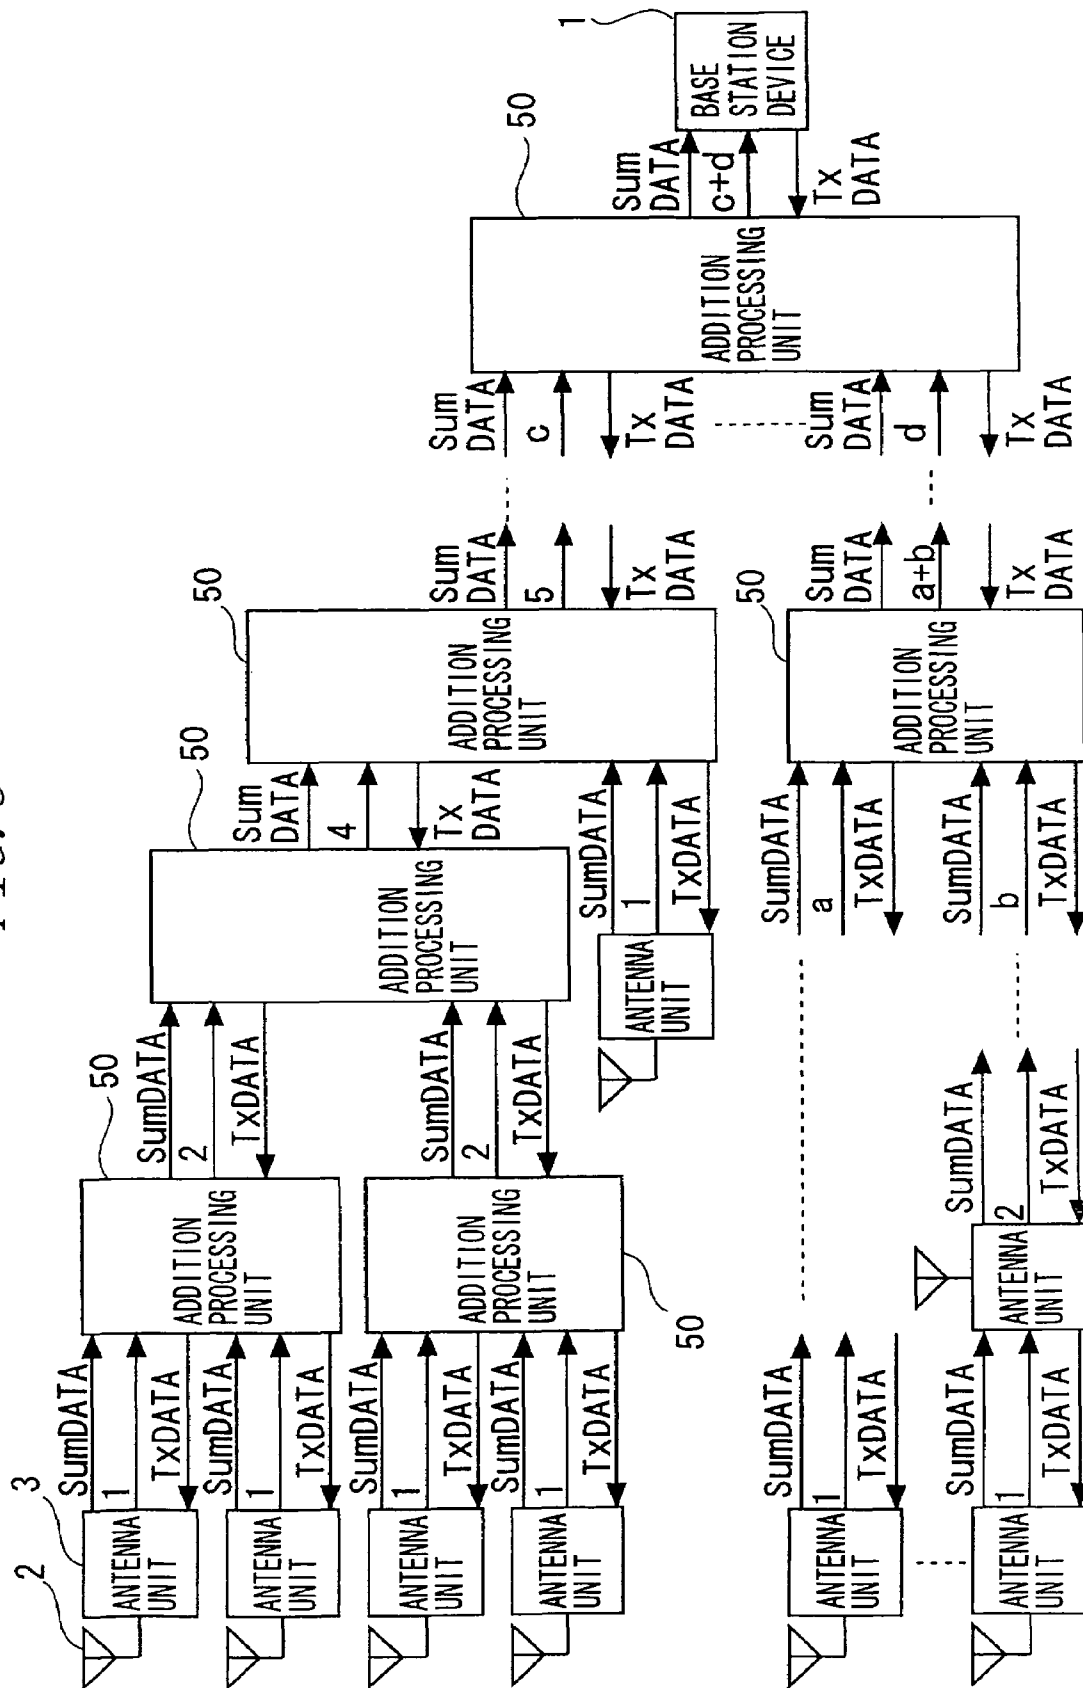 1
BASE
STATION
DEVICE
50
Sum
DATA
c+d
Tx
DATA
ADDITION
PROCESSING
UNIT
Sum
DATA
c
Tx
DATA
Sum
DATA
d
Tx
DATA
50
Sum
DATA
5
Tx
DATA
ADDITION
PROCESSING
UNIT
50
Sum
DATA
a+b
Tx
DATA
ADDITION
PROCESSING
UNIT
50
Sum
DATA
4
Tx
DATA
ADDITION
PROCESSING
UNIT
SumDATA
1
TxDATA
ANTENNA
UNIT
SumDATA
a
TxDATA
SumDATA
b
TxDATA
50
SumDATA
2
TxDATA
ADDITION
PROCESSING
UNIT
SumDATA
2
TxDATA
ADDITION
PROCESSING
UNIT
50
SumDATA
2
TxDATA
ANTENNA
UNIT
2
3
SumDATA
1
TxDATA
ANTENNA
UNIT
SumDATA
1
TxDATA
ANTENNA
UNIT
SumDATA
1
TxDATA
ANTENNA
UNIT
SumDATA
1
TxDATA
ANTENNA
UNIT
SumDATA
1
TxDATA
ANTENNA
UNIT
SumDATA
1
TxDATA
ANTENNA
UNIT